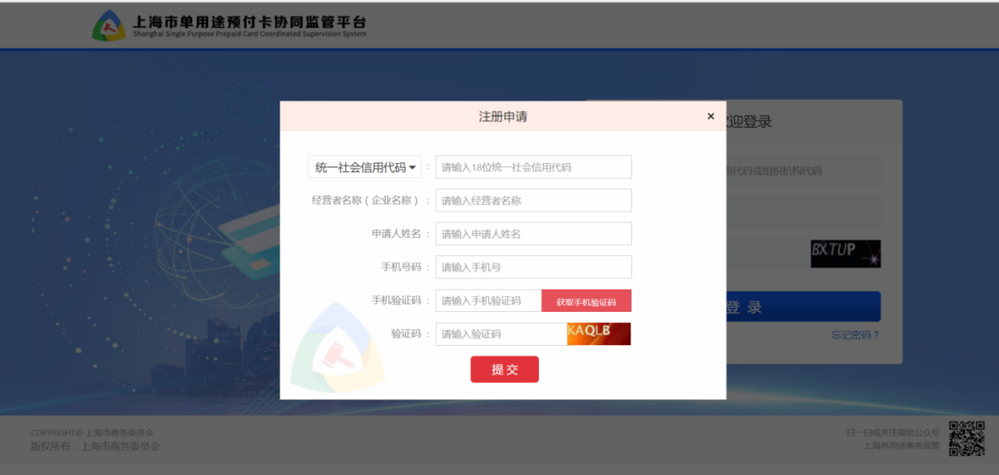 上海市单用途预付卡协同监管平台
Shanghai Single Purpose Prepaid Card Coordinated Supervision System
注册申请 ×
迎登录
统一社会信用代码 : 请输入18位统一社会信用代码
用代码或组织机构代码
经营者名称(企业名称) : 请输入经营者名称
申请人姓名 : 请输入申请人姓名
手机号码 : 请输入手机号
BXTUP
手机验证码 : 请输入手机验证码 获取手机验证码
登 录
验证码 : 请输入验证码 KAQLB
忘记密码？
提 交
COPYRIGHT© 上海市商务委员会
版权所有：上海市商务委员会
扫一扫或关注微信公众号
上海单用途商务监管